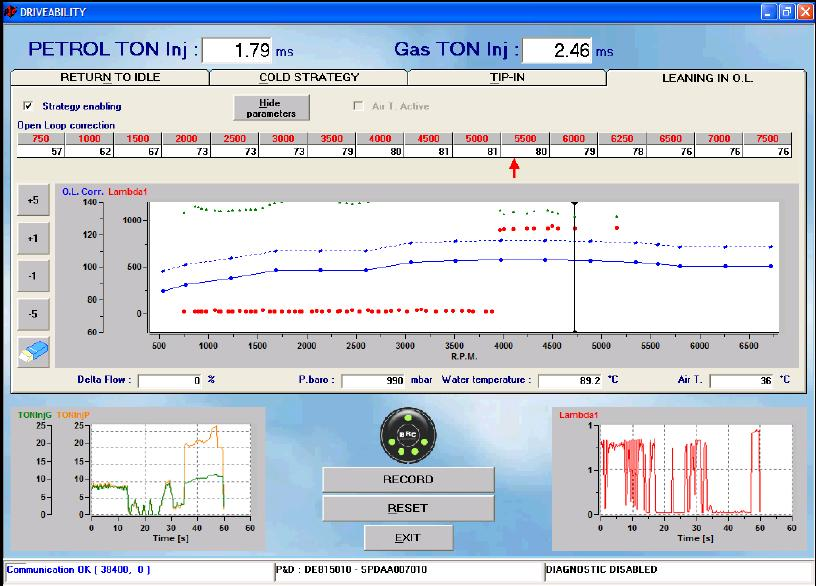 DRIVEABILITY
PETROL TON Inj : 1.79 ms Gas TON Inj : 2.46 ms
RETURN TO IDLE COLD STRATEGY TIP-IN LEANING IN O.L.
Strategy enabling Hide parameters Air T. Active
Open Loop correction
750 1000 1500 2000 2500 3000 3500 4000 4500 5000 5500 6000 6250 6500 7000 7500
57 62 67 73 73 73 79 80 81 81 80 79 78 76 76 76
+5
+1
-1
-5
O.L. Corr. Lambda1
140
120
100
80
60
1000
500
0
500 1000 1500 2000 2500 3000 3500 4000 4500 5000 5500 6000 6500
R.P.M.
Delta Flow : 0 % P.baro : 990 mbar Water temperature : 89.2 °C Air T. 36 °C
TONInjG TONInjP
25 25
20 20
15 15
10 10
5 5
0 0
0 10 20 30 40 50 60
Time [s]
BRC
RECORD
RESET
EXIT
Lambda1
1
1
0
0 10 20 30 40 50 60
Time [s]
Communication OK ( 38400, 0 ) P&D : DE815010 - SPDAA007010 DIAGNOSTIC DISABLED